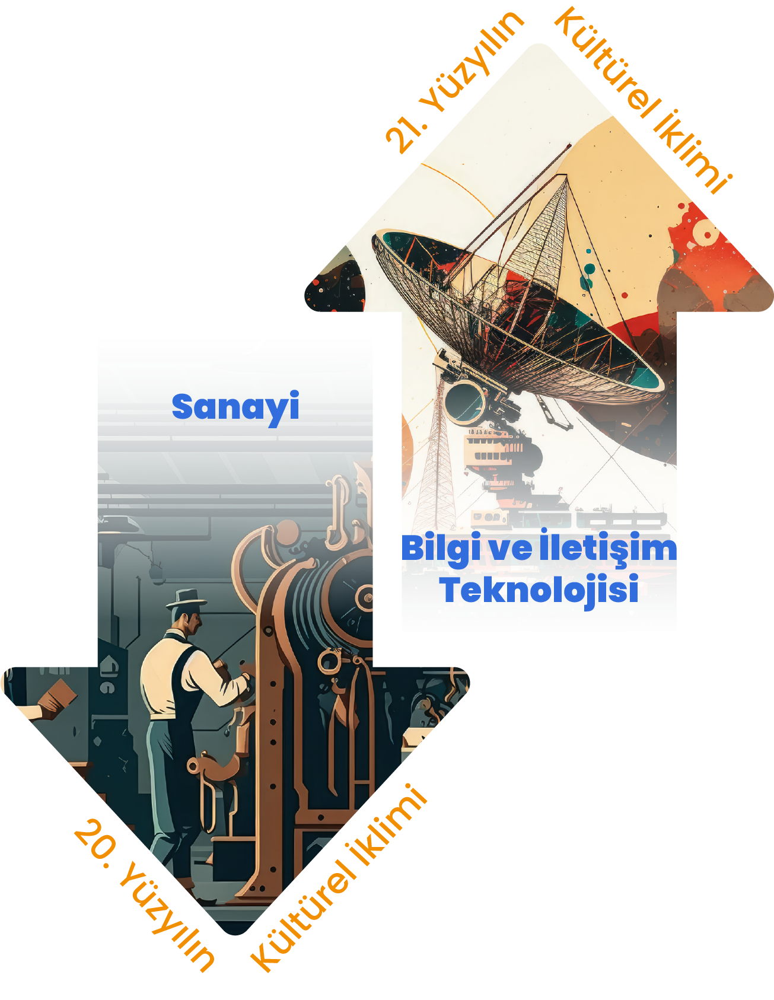 21. Yüzyılın
Kültürel İklimi
Sanayi
Bilgi ve İletişim
Teknolojisi
20. Yüzyılın
Kültürel İklimi